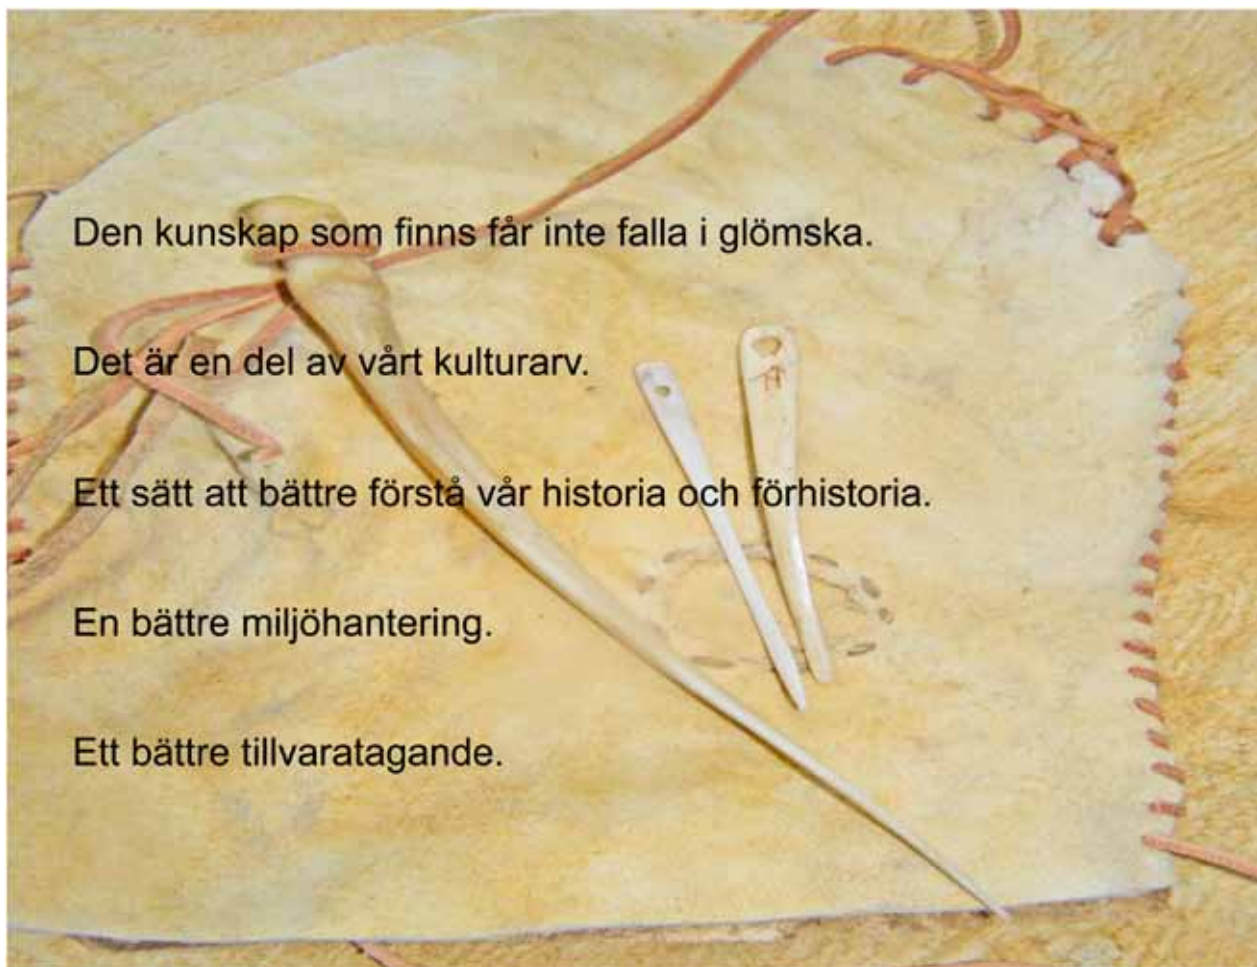 Den kunskap som finns får inte falla i glömska.
Det är en del av vårt kulturarv.
Ett sätt att bättre förstå vår historia och förhistoria.
En bättre miljöhantering.
Ett bättre tillvaratagande.